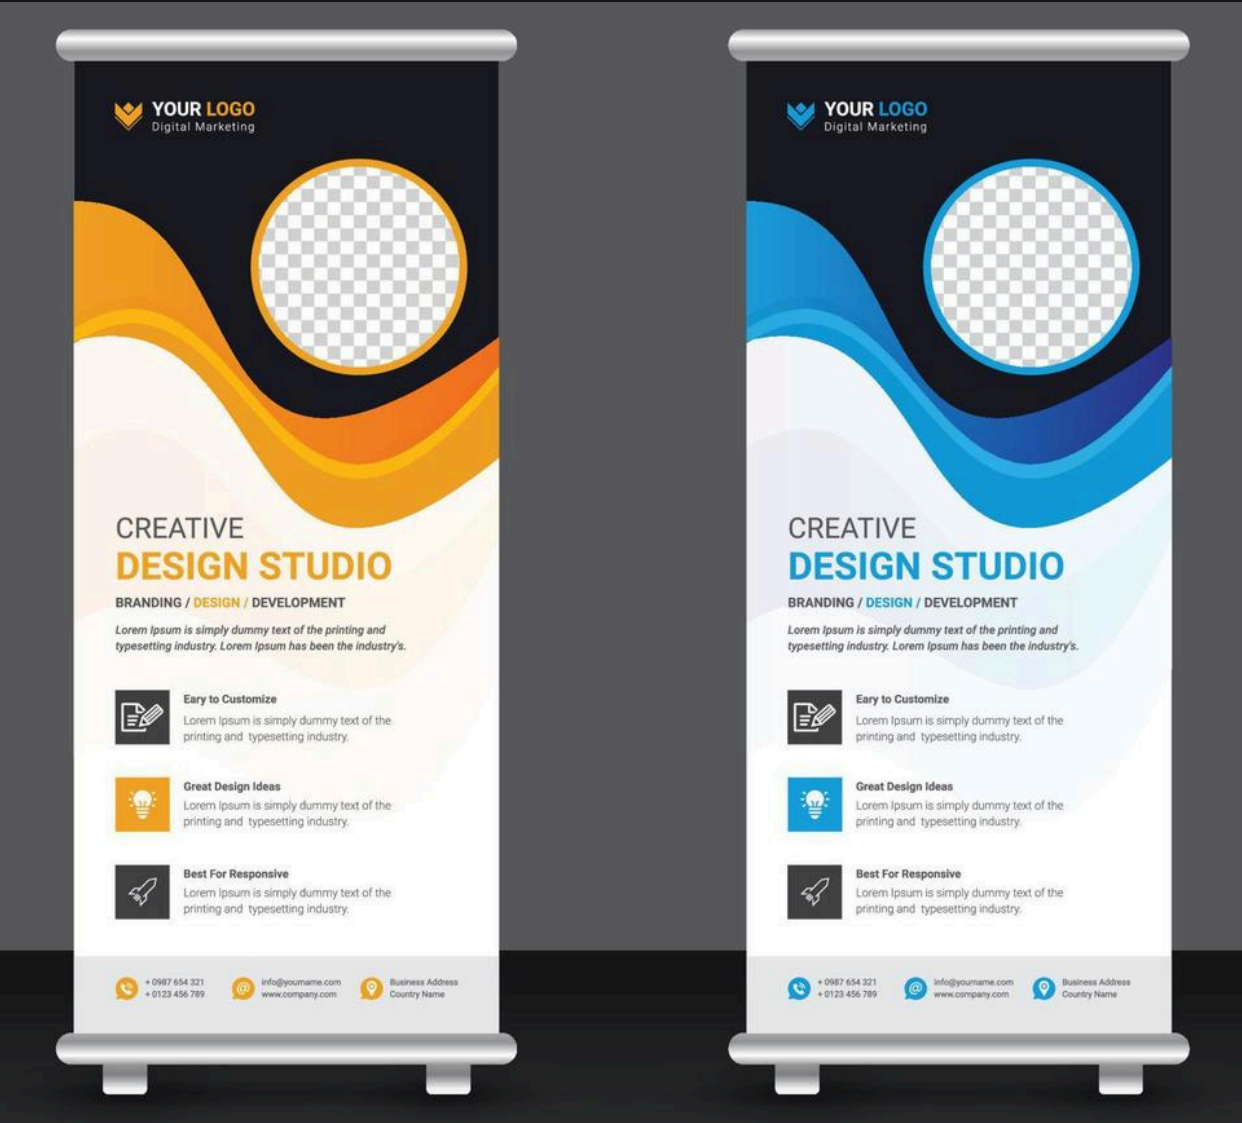 YOUR LOGO
Digital Marketing
CREATIVE
DESIGN STUDIO
BRANDING / DESIGN / DEVELOPMENT
Lorem Ipsum is simply dummy text of the printing and
typesetting industry. Lorem Ipsum has been the industry's.
Eary to Customize
Lorem Ipsum is simply dummy text of the
printing and typesetting industry.
Great Design Ideas
Lorem Ipsum is simply dummy text of the
printing and typesetting industry.
Best For Responsive
Lorem Ipsum is simply dummy text of the
printing and typesetting industry.
+ 0987 654 321
+ 0123 456 789
info@yourname.com
www.company.com
Business Address
Country Name
YOUR LOGO
Digital Marketing
CREATIVE
DESIGN STUDIO
BRANDING / DESIGN / DEVELOPMENT
Lorem Ipsum is simply dummy text of the printing and
typesetting industry. Lorem Ipsum has been the industry's.
Eary to Customize
Lorem Ipsum is simply dummy text of the
printing and typesetting industry.
Great Design Ideas
Lorem Ipsum is simply dummy text of the
printing and typesetting industry.
Best For Responsive
Lorem Ipsum is simply dummy text of the
printing and typesetting industry.
+ 0987 654 321
+ 0123 456 789
info@yourname.com
www.company.com
Business Address
Country Name